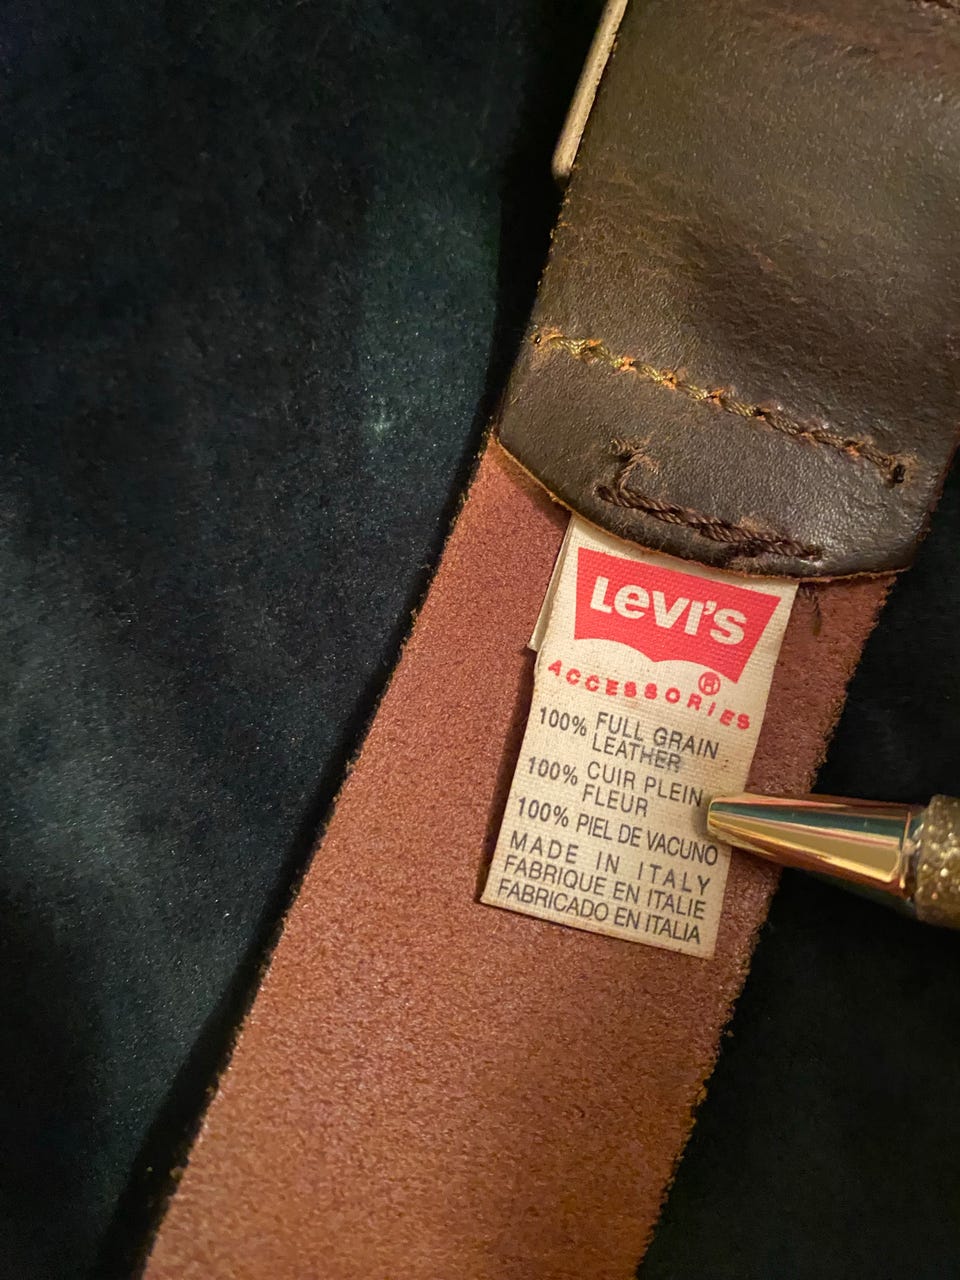 Levi's
ACCESSORIES ®
100% FULL GRAIN
LEATHER
100% CUIR PLEIN
FLEUR
100% PIEL DE VACUNO
MADE IN ITALY
FABRIQUE EN ITALIE
FABRICADO EN ITALIA